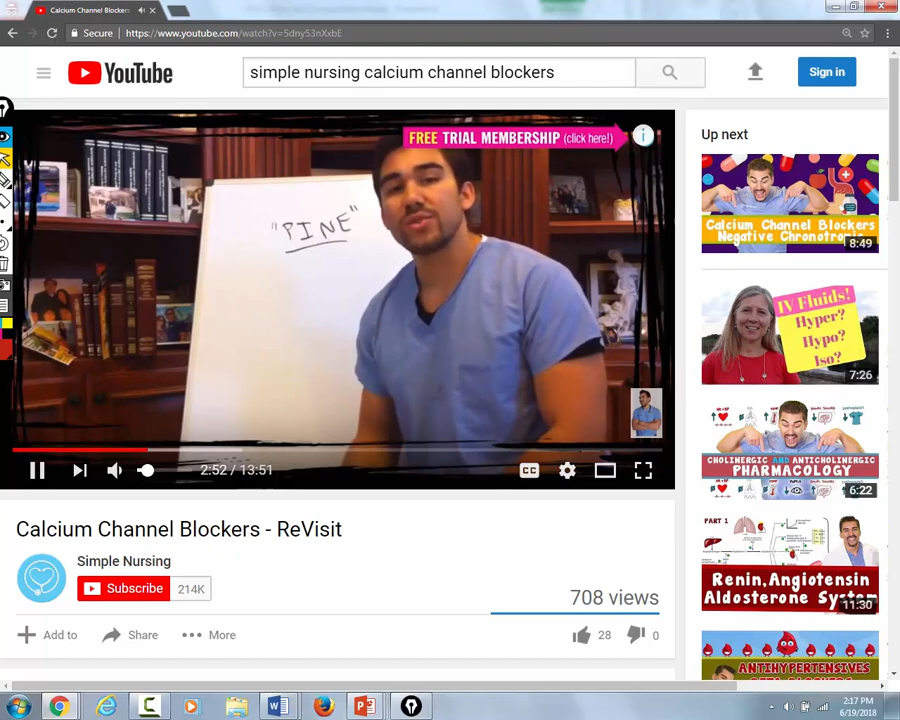 Calcium Channel Blockers
Secure
https://www.youtube.com/watch?v=5dny53nXxbE
YouTube
simple nursing calcium channel blockers
Sign in
FREE TRIAL MEMBERSHIP (click here!)
i
"PINE"
2:52 / 13:51
CC
Calcium Channel Blockers - ReVisit
Simple Nursing
Subscribe 214K
708 views
Add to
Share
More
28
0
Up next
Calcium Channel Blockers
Negative Chronotropic
8:49
IV Fluids!
Hyper?
Hypo?
Iso?
7:26
CHOLINERGIC AND ANTICHOLINERGIC
PHARMACOLOGY
6:22
PART 1
Renin, Angiotensin
Aldosterone System
11:30
ANTIHYPERTENSIVES
BETA BLOCKERS
2:17 PM
6/19/2018